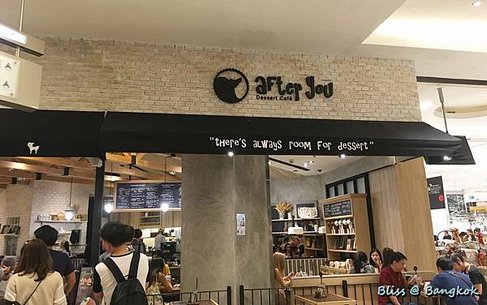 after you
Dessert Café
"there's always room for dessert"
Bliss @ Bangkok